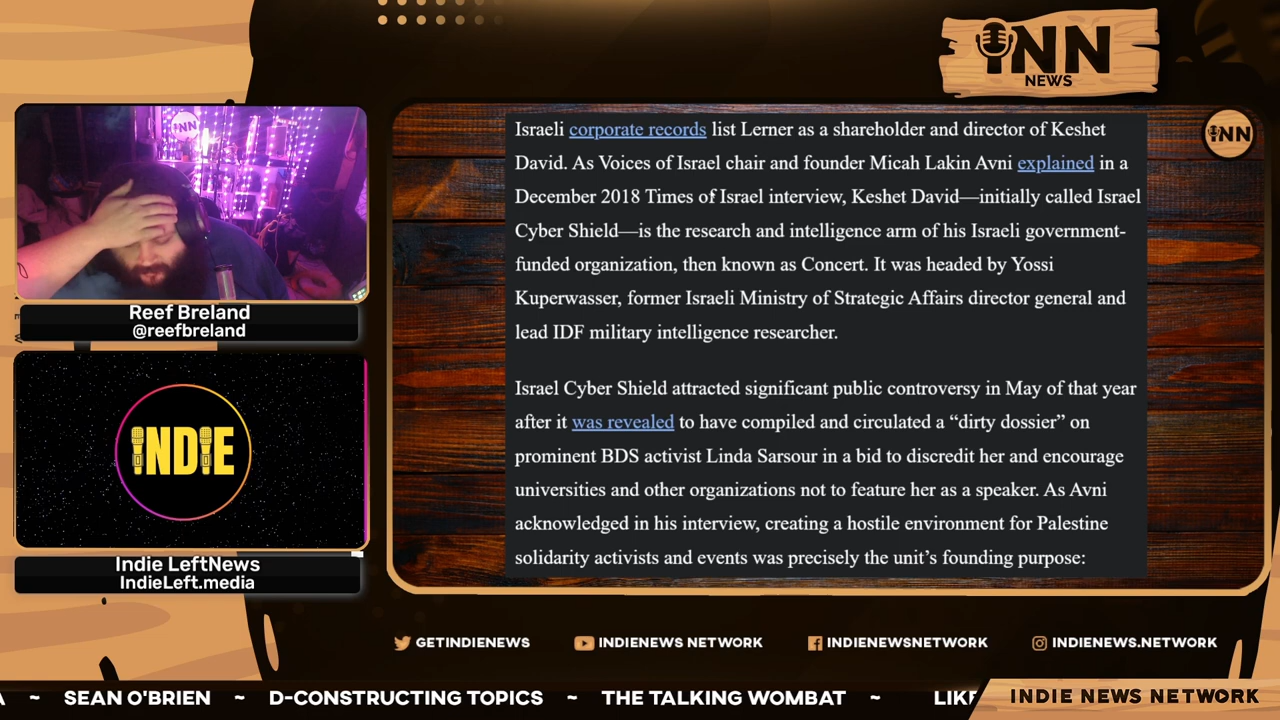 iNN
NEWS
iNN
iNN
Israeli corporate records list Lerner as a shareholder and director of Keshet
David. As Voices of Israel chair and founder Micah Lakin Avni explained in a
December 2018 Times of Israel interview, Keshet David—initially called Israel
Cyber Shield—is the research and intelligence arm of his Israeli government-
funded organization, then known as Concert. It was headed by Yossi
Kuperwasser, former Israeli Ministry of Strategic Affairs director general and
lead IDF military intelligence researcher.
Israel Cyber Shield attracted significant public controversy in May of that year
after it was revealed to have compiled and circulated a “dirty dossier” on
prominent BDS activist Linda Sarsour in a bid to discredit her and encourage
universities and other organizations not to feature her as a speaker. As Avni
acknowledged in his interview, creating a hostile environment for Palestine
solidarity activists and events was precisely the unit’s founding purpose:
Reef Breland
@reefbreland
iNDiE
Indie LeftNews
IndieLeft.media
GETINDIENEWS
INDIENEWS NETWORK
INDIENEWSNETWORK
INDIENEWS.NETWORK
A ~ SEAN O'BRIEN ~ D-CONSTRUCTING TOPICS ~ THE TALKING WOMBAT ~ LIKE
INDIE NEWS NETWORK